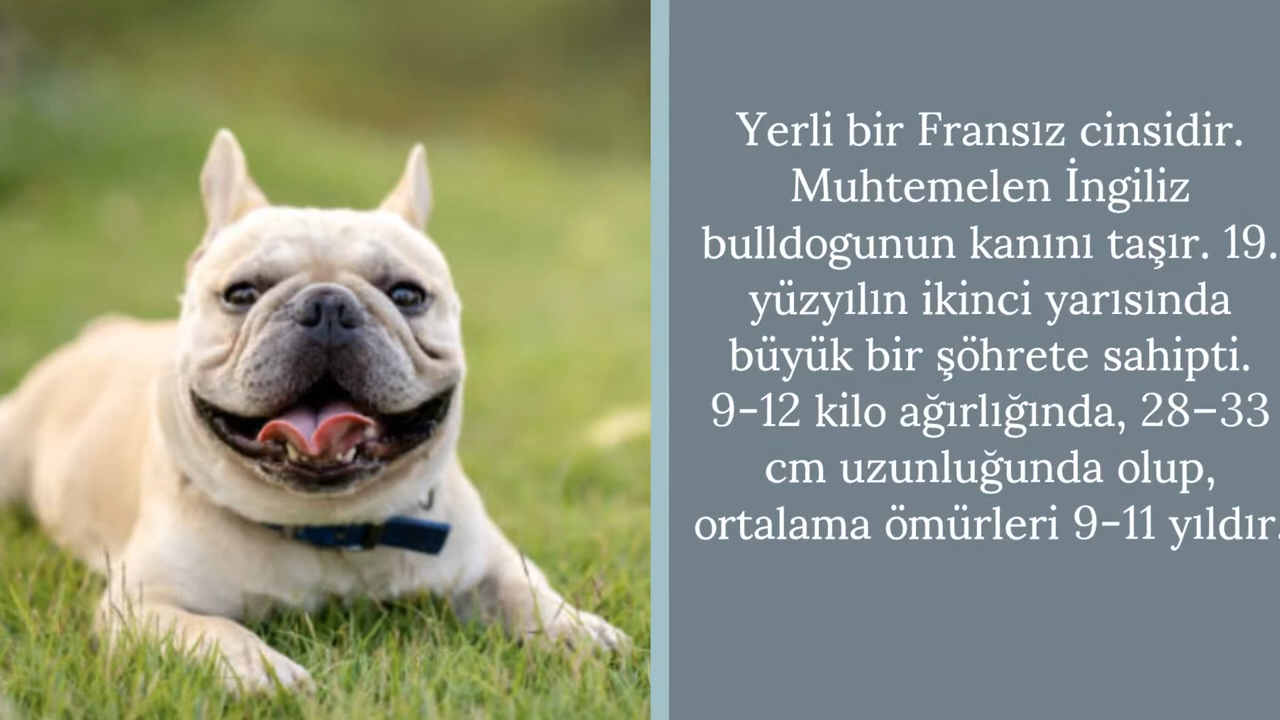 Yerli bir Fransız cinsidir.
Muhtemelen İngiliz
bulldogunun kanını taşır. 19.
yüzyılın ikinci yarısında
büyük bir şöhrete sahipti.
9-12 kilo ağırlığında, 28–33
cm uzunluğunda olup,
ortalama ömürleri 9-11 yıldır.